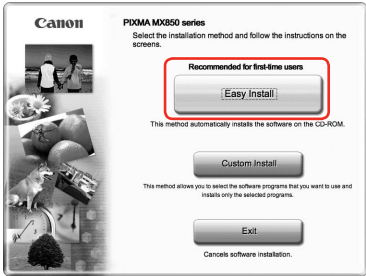 Canon
PIXMA MX850 series
Select the installation method and follow the instructions on the
screens.
Recommended for first-time users
Easy Install
This method automatically installs the software on the CD-ROM.
Custom Install
This method allows you to select the software programs that you want to use and
installs only the selected programs.
Exit
Cancels software installation.